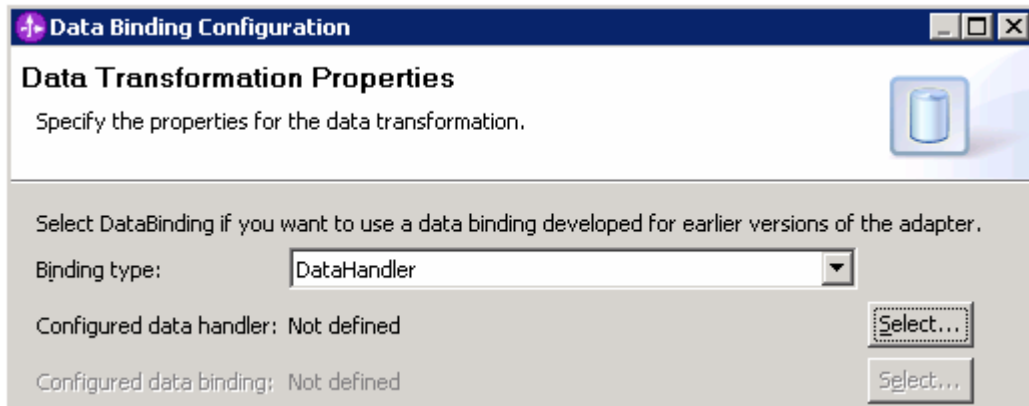 Data Binding Configuration
Data Transformation Properties
Specify the properties for the data transformation.
Select DataBinding if you want to use a data binding developed for earlier versions of the adapter.
Binding type: DataHandler
Configured data handler: Not defined Select...
Configured data binding: Not defined Select...